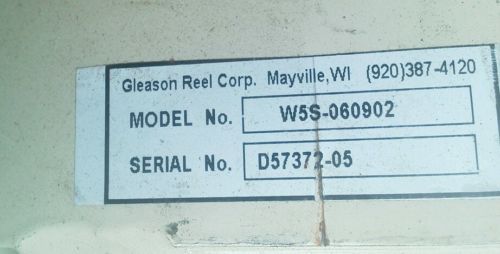 Gleason Reel Corp. Mayville,WI (920)387-4120
MODEL No. W5S-060902
SERIAL No. D57372-05